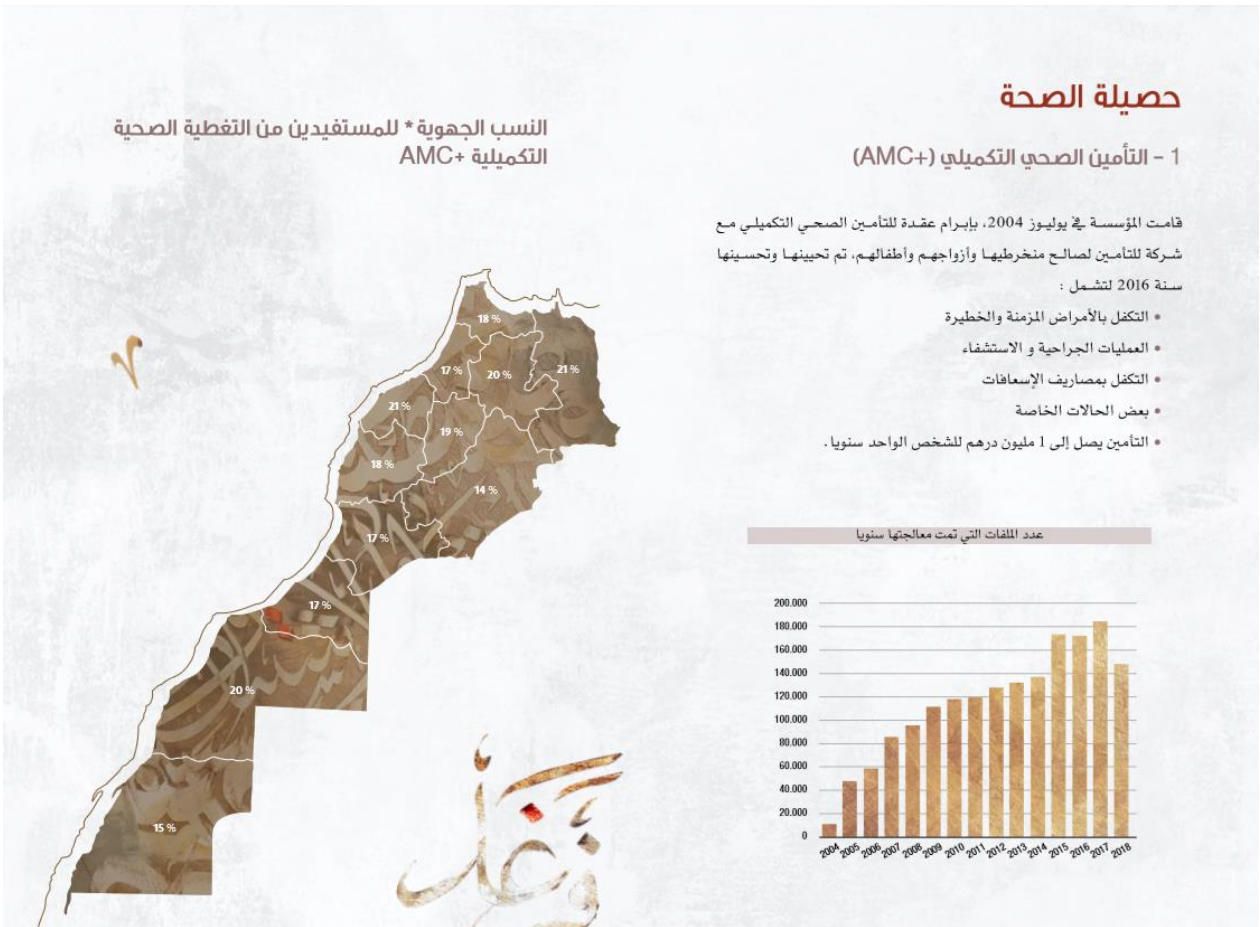 حصيلة الصحة
1 - التأمين الصحي التكميلي (AMC+)
قامت المؤسسة في يوليوز 2004، بإبرام عقدة للتأمين الصحي التكميلي مع
شركة للتأمين لصالح منخرطيها وأزواجهم وأطفالهم، تم تحيينها وتحسينها
سنة 2016 لتشمل :
• التكفل بالأمراض المزمنة والخطيرة
• العمليات الجراحية و الاستشفاء
• التكفل بمصاريف الإسعافات
• بعض الحالات الخاصة
• التأمين يصل إلى 1 مليون درهم للشخص الواحد سنويا.
عدد الملفات التي تمت معالجتها سنويا
200.000
180.000
160.000
140.000
120.000
100.000
80.000
60.000
40.000
20.000
0
2004 2005 2006 2007 2008 2009 2010 2011 2012 2013 2014 2015 2016 2017 2018
النسب الجهوية * للمستفيدين من التغطية الصحية
التكميلية AMC+
18 %
17 %
20 %
21 %
21 %
19 %
18 %
14 %
17 %
17 %
20 %
15 %